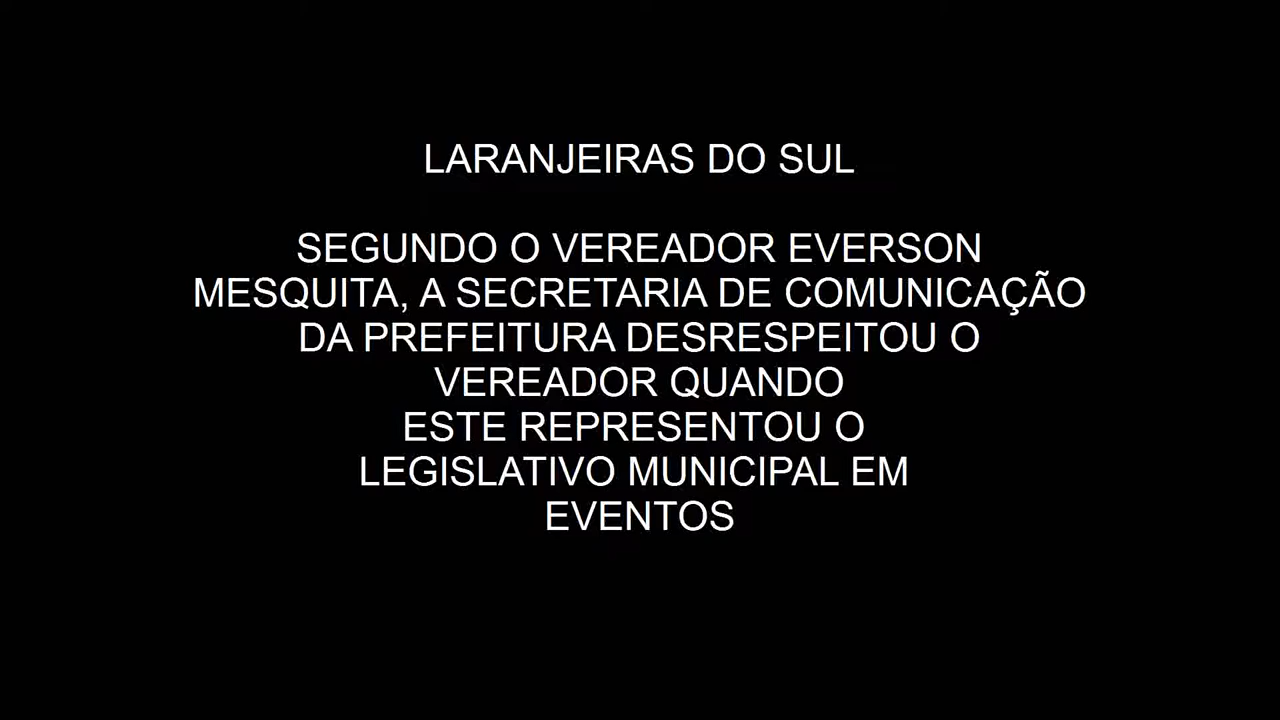 LARANJEIRAS DO SUL
SEGUNDO O VEREADOR EVERSON
MESQUITA, A SECRETARIA DE COMUNICAÇÃO
DA PREFEITURA DESRESPEITOU O
VEREADOR QUANDO
ESTE REPRESENTOU O
LEGISLATIVO MUNICIPAL EM
EVENTOS